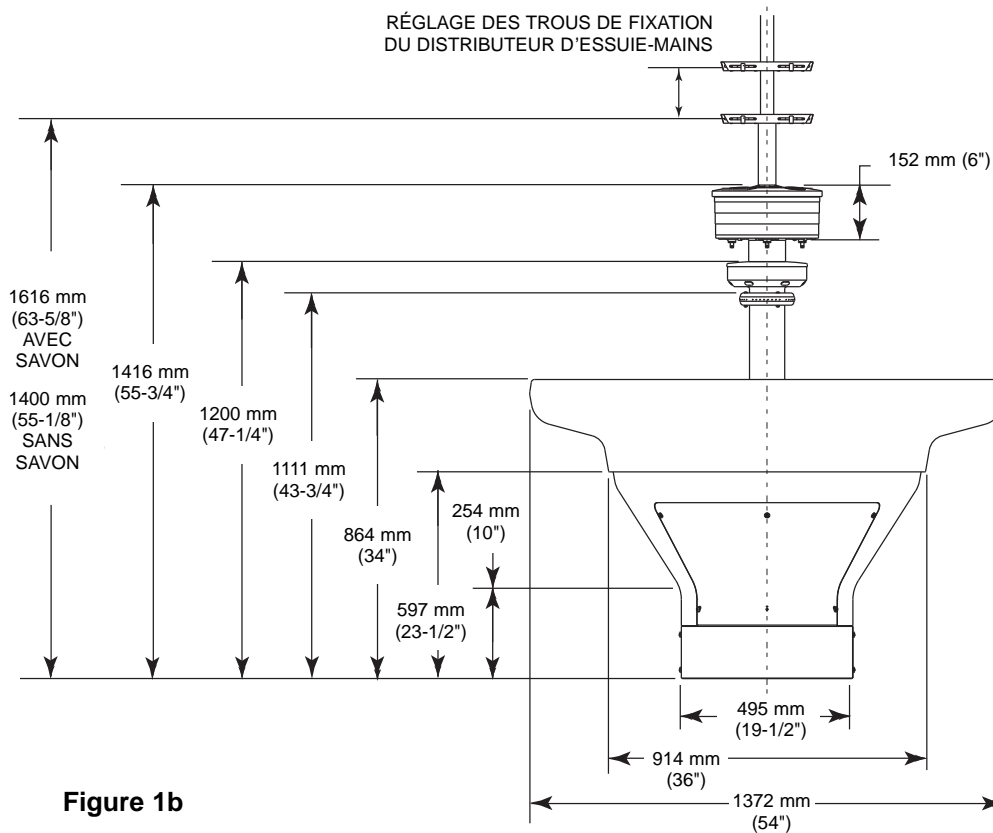 RÉGLAGE DES TROUS DE FIXATION
DU DISTRIBUTEUR D'ESSUIE-MAINS
152 mm (6")
1616 mm
(63-5/8")
AVEC
SAVON
1400 mm
(55-1/8")
SANS
SAVON
1416 mm
(55-3/4")
1200 mm
(47-1/4")
1111 mm
(43-3/4")
864 mm
(34")
254 mm
(10")
597 mm
(23-1/2")
495 mm
(19-1/2")
914 mm
(36")
1372 mm
(54")
Figure 1b